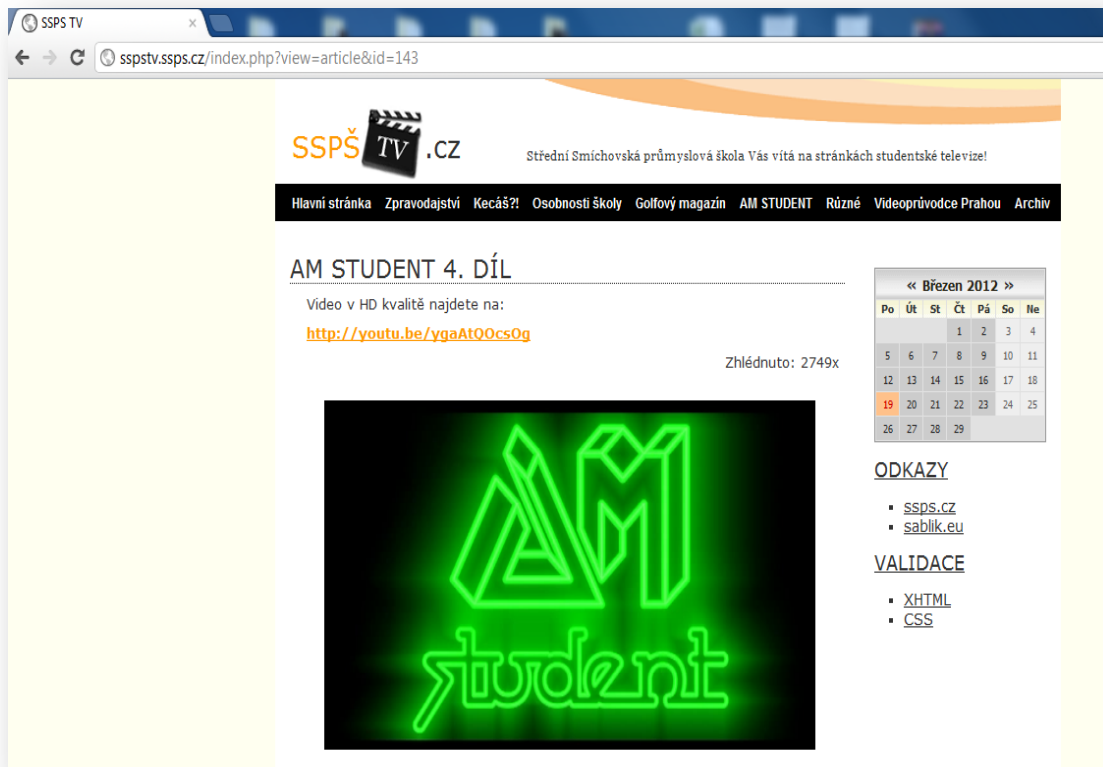 SSPS TV
sspstv.ssps.cz/index.php?view=article&id=143
SSPŠ TV .CZ
Střední Smíchovská průmyslová škola Vás vítá na stránkách studentské televize!
Hlavní stránka Zpravodajství Kecáš?! Osobnosti školy Golfový magazín AM STUDENT Různé Videoprůvodce Prahou Archiv
AM STUDENT 4. DÍL
Video v HD kvalitě najdete na:
http://youtu.be/ygaAtQOcsOg
Zhlédnuto: 2749x
AM
student
« Březen 2012 »
Po Út St Čt Pá So Ne
1 2 3 4
5 6 7 8 9 10 11
12 13 14 15 16 17 18
19 20 21 22 23 24 25
26 27 28 29
ODKAZY
ssps.cz
sablik.eu
VALIDACE
XHTML
CSS